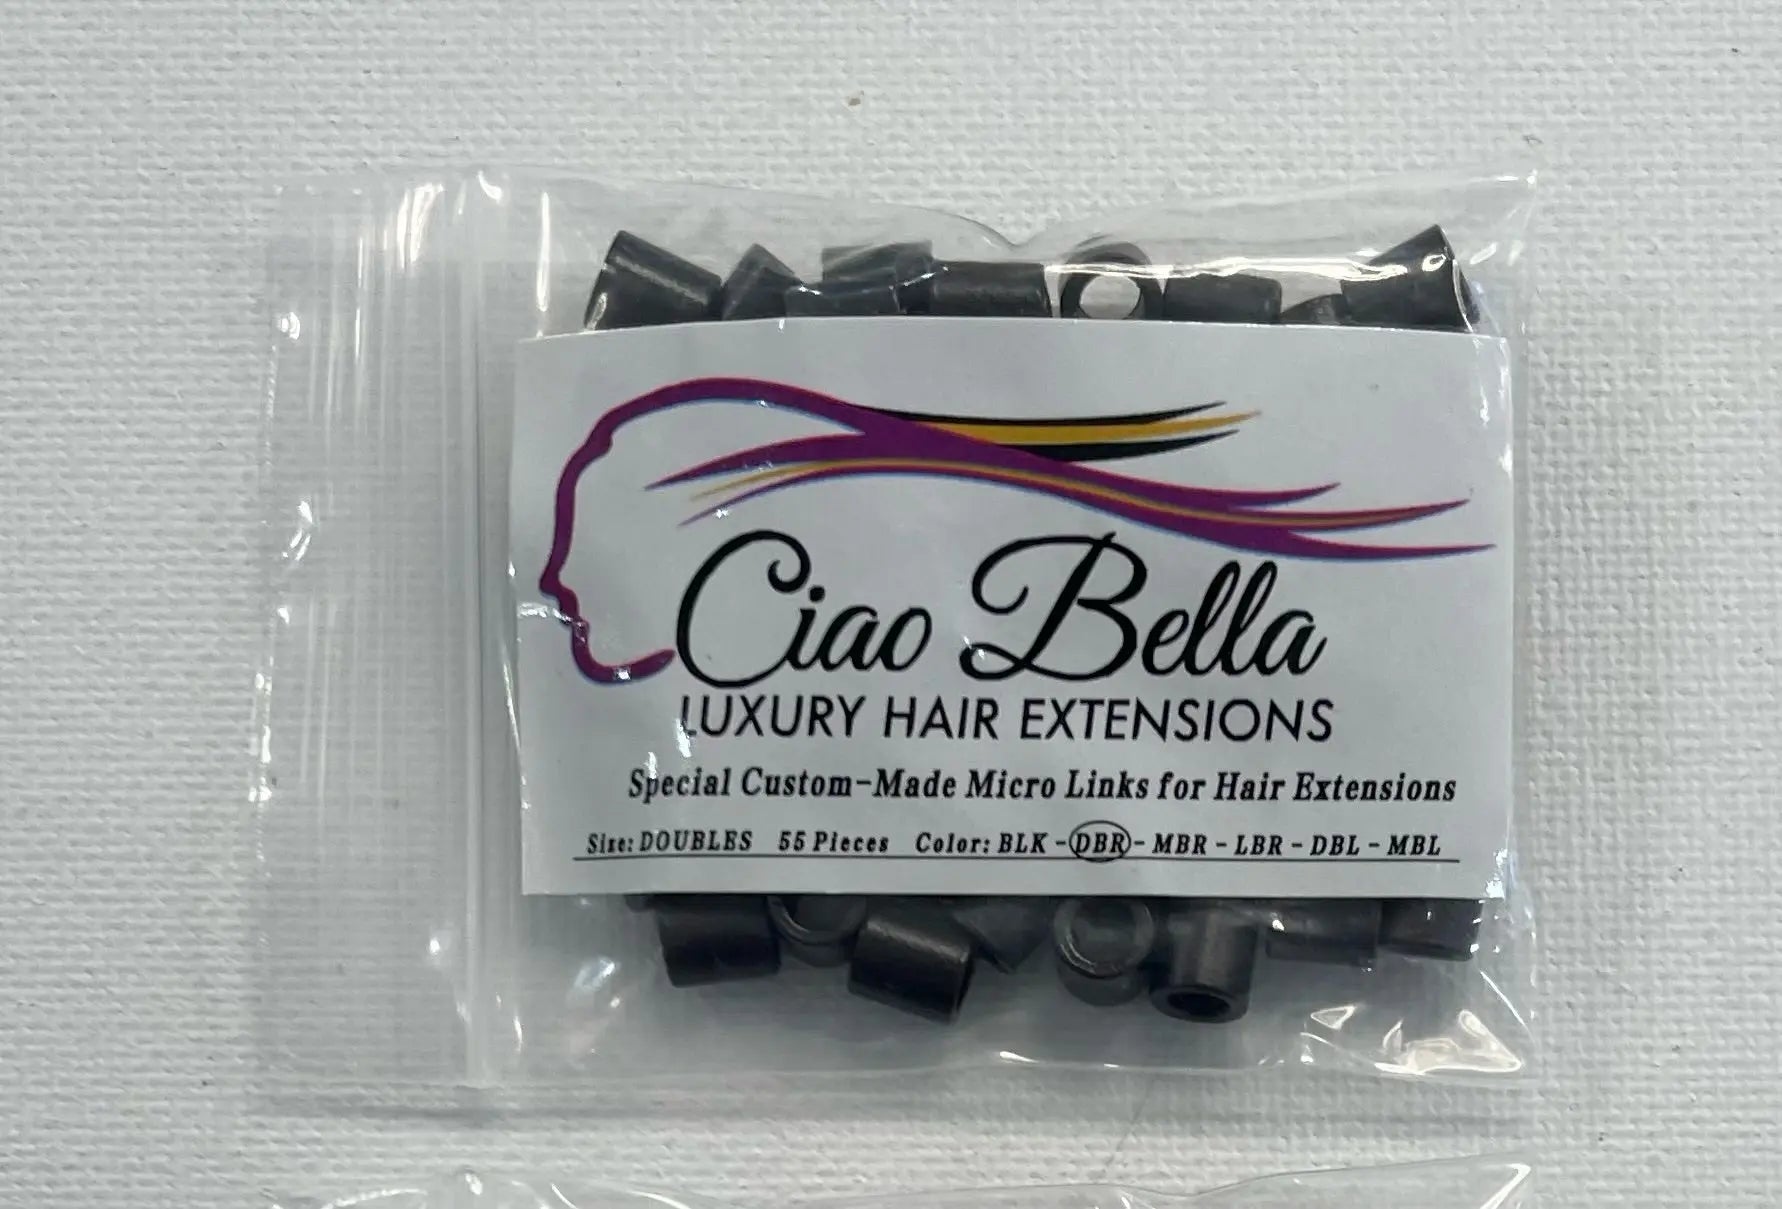 Ciao Bella
LUXURY HAIR EXTENSIONS
Special Custom-Made Micro Links for Hair Extensions
Size: DOUBLES 55 Pieces Color: BLK - DBR - MBR - LBR - DBL - MBL